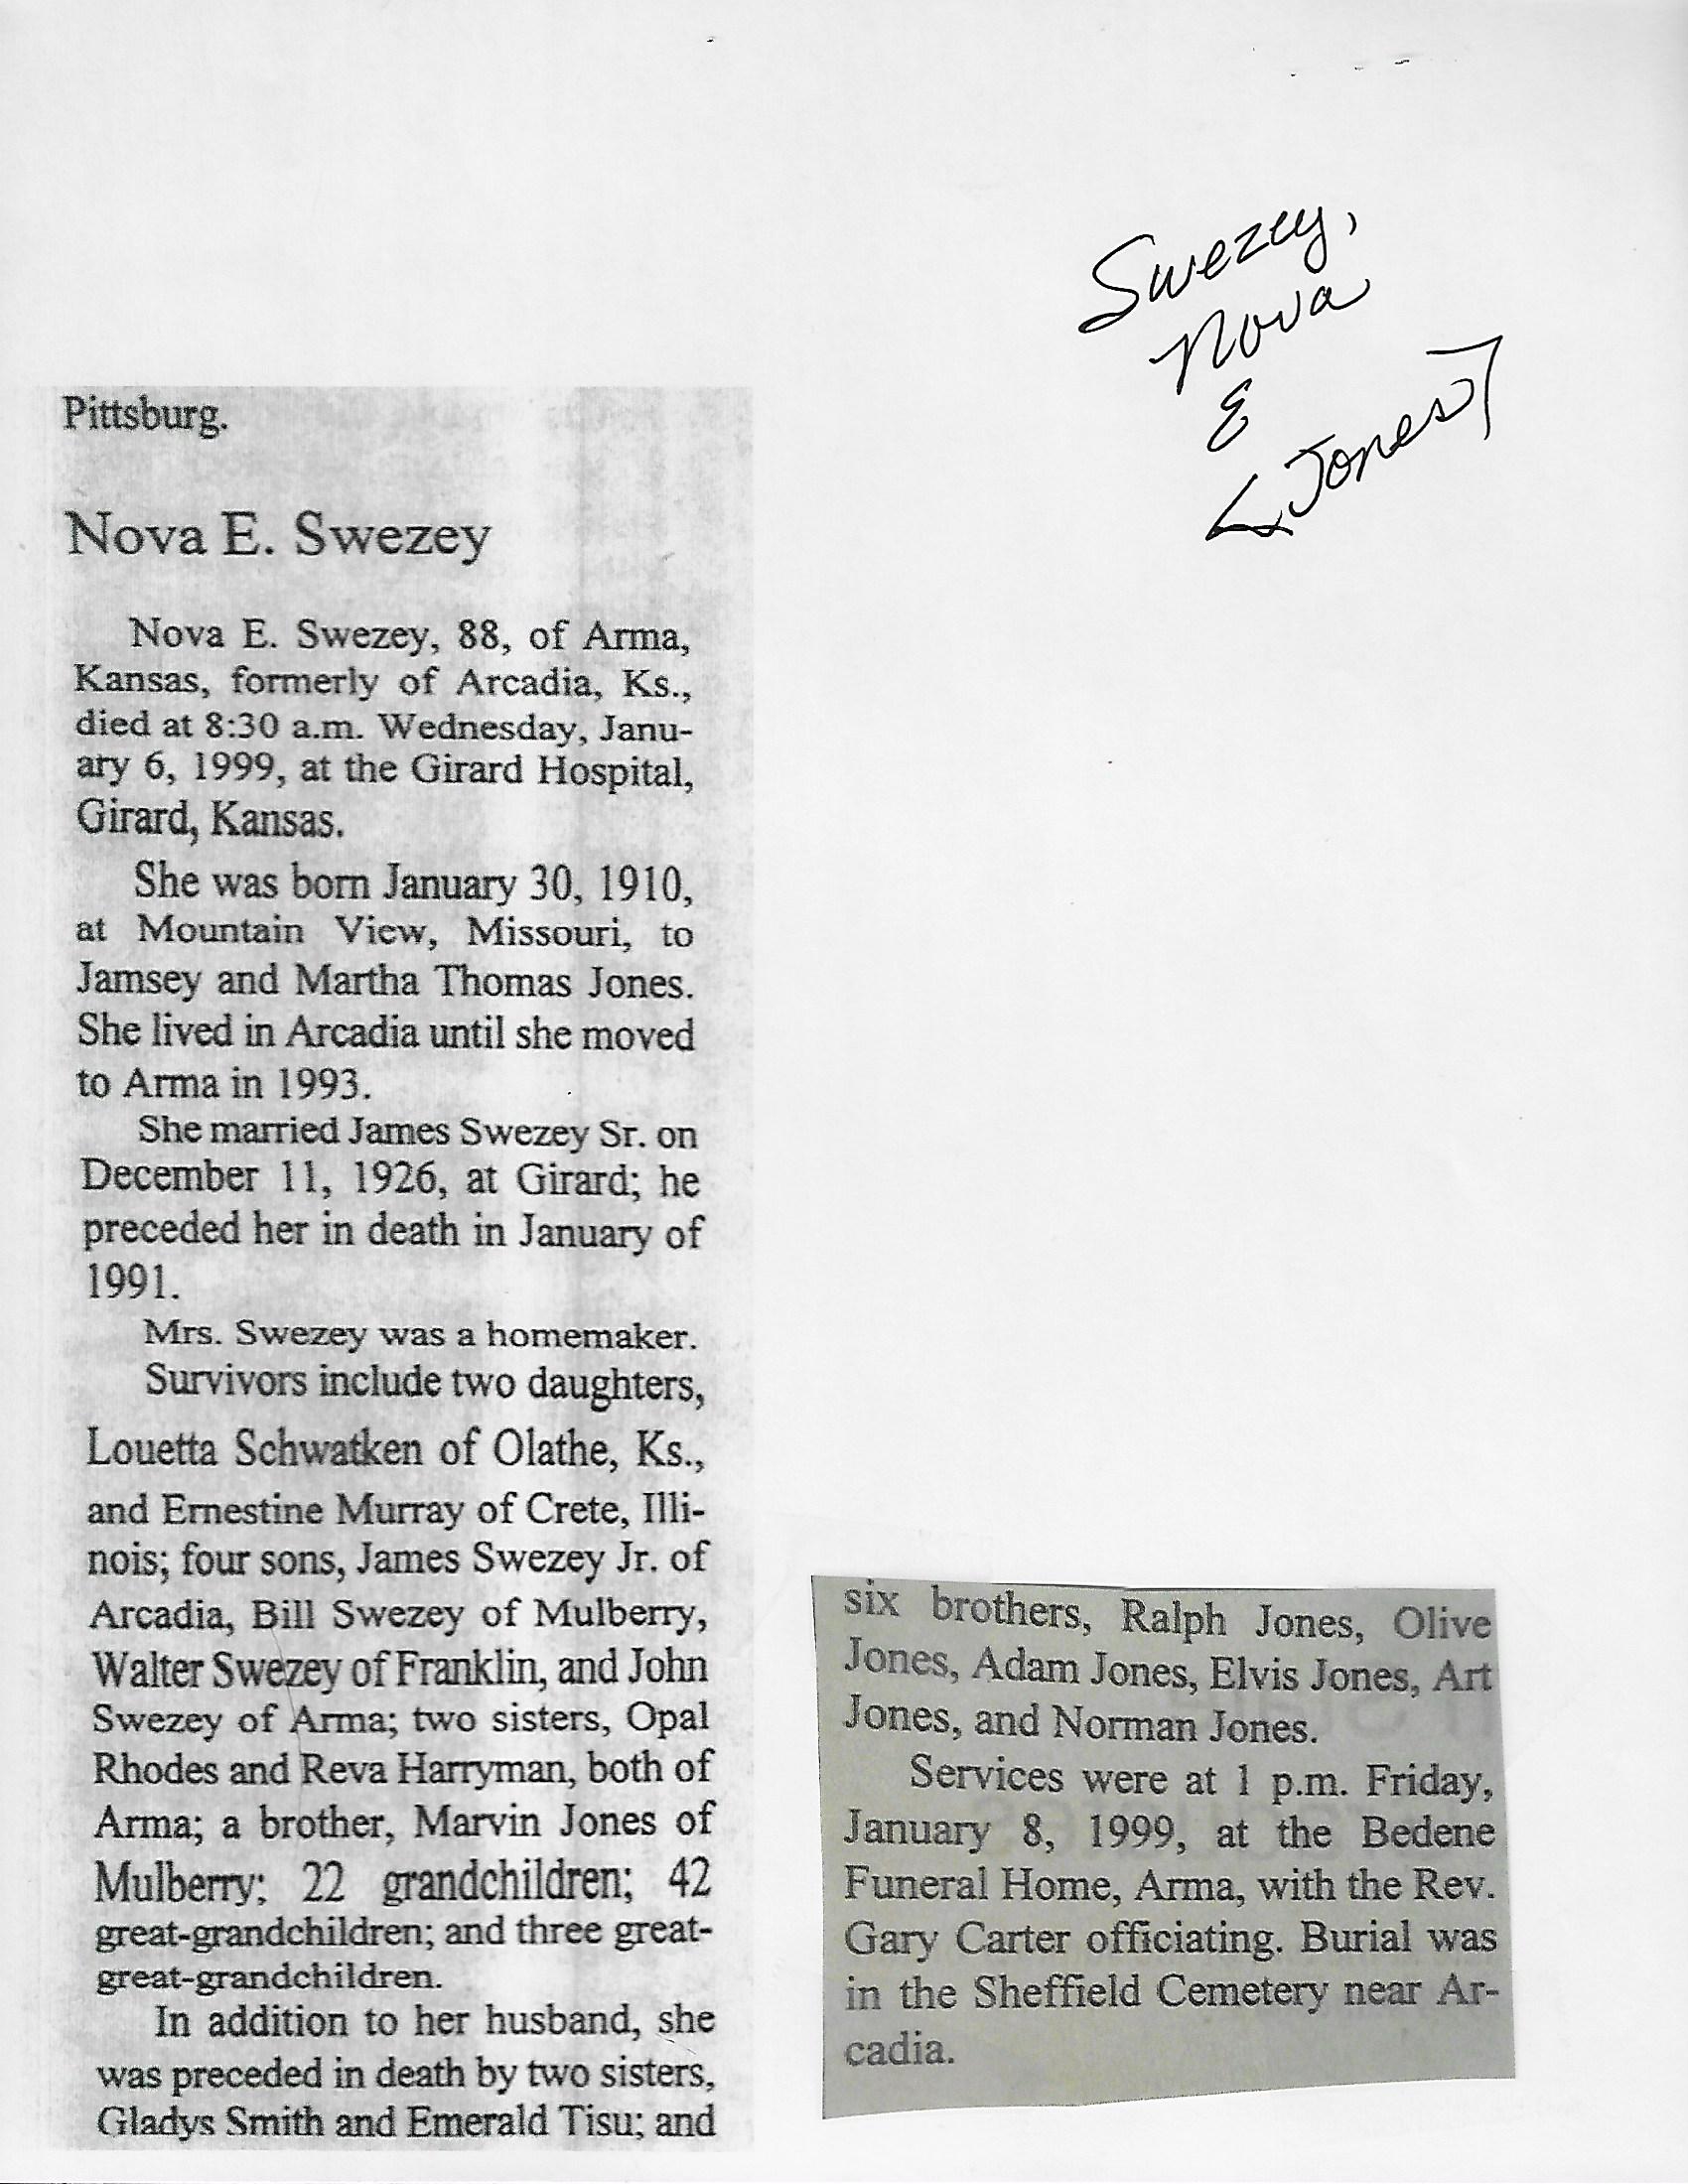 Swezey,
Nova
E
<Jones>
Pittsburg.
Nova E. Swezey
Nova E. Swezey, 88, of Arma,
Kansas, formerly of Arcadia, Ks.,
died at 8:30 a.m. Wednesday, Janu-
ary 6, 1999, at the Girard Hospital,
Girard, Kansas.
She was born January 30, 1910,
at Mountain View, Missouri, to
Jamsey and Martha Thomas Jones.
She lived in Arcadia until she moved
to Arma in 1993.
She married James Swezey Sr. on
December 11, 1926, at Girard; he
preceded her in death in January of
1991.
Mrs. Swezey was a homemaker.
Survivors include two daughters,
Louetta Schwatken of Olathe, Ks.,
and Ernestine Murray of Crete, Illi-
nois; four sons, James Swezey Jr. of
Arcadia, Bill Swezey of Mulberry,
Walter Swezey of Franklin, and John
Swezey of Arma; two sisters, Opal
Rhodes and Reva Harryman, both of
Arma; a brother, Marvin Jones of
Mulberry; 22 grandchildren; 42
great-grandchildren; and three great-
great-grandchildren.
In addition to her husband, she
was preceded in death by two sisters,
Gladys Smith and Emerald Tisu; and
six brothers, Ralph Jones, Olive
Jones, Adam Jones, Elvis Jones, Art
Jones, and Norman Jones.
Services were at 1 p.m. Friday,
January 8, 1999, at the Bedene
Funeral Home, Arma, with the Rev.
Gary Carter officiating. Burial was
in the Sheffield Cemetery near Ar-
cadia.